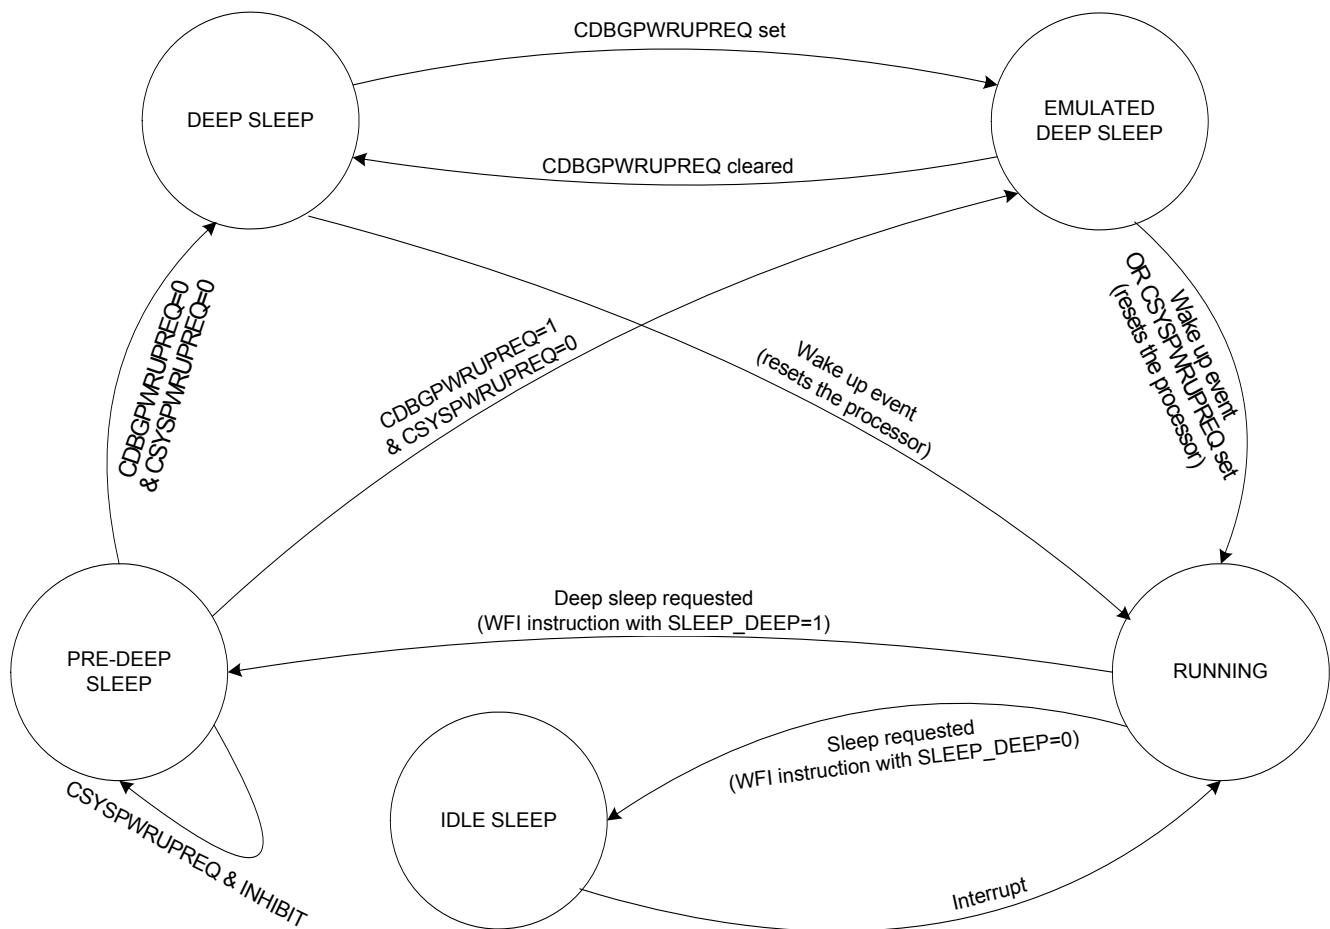 CDBGPWRUPREQ set
DEEP SLEEP
EMULATED
DEEP SLEEP
CDBGPWRUPREQ cleared
CDBGPWRUPREQ=0
& CSYSPWRUPREQ=0
CDBGPWRUPREQ=1
& CSYSPWRUPREQ=0
Wake up event
(resets the processor)
Wake up event
OR CSYSPWRUPREQ set
(resets the processor)
Deep sleep requested
(WFI instruction with SLEEP_DEEP=1)
PRE-DEEP
SLEEP
RUNNING
Sleep requested
(WFI instruction with SLEEP_DEEP=0)
IDLE SLEEP
CSYSPWRUPREQ & INHIBIT
Interrupt